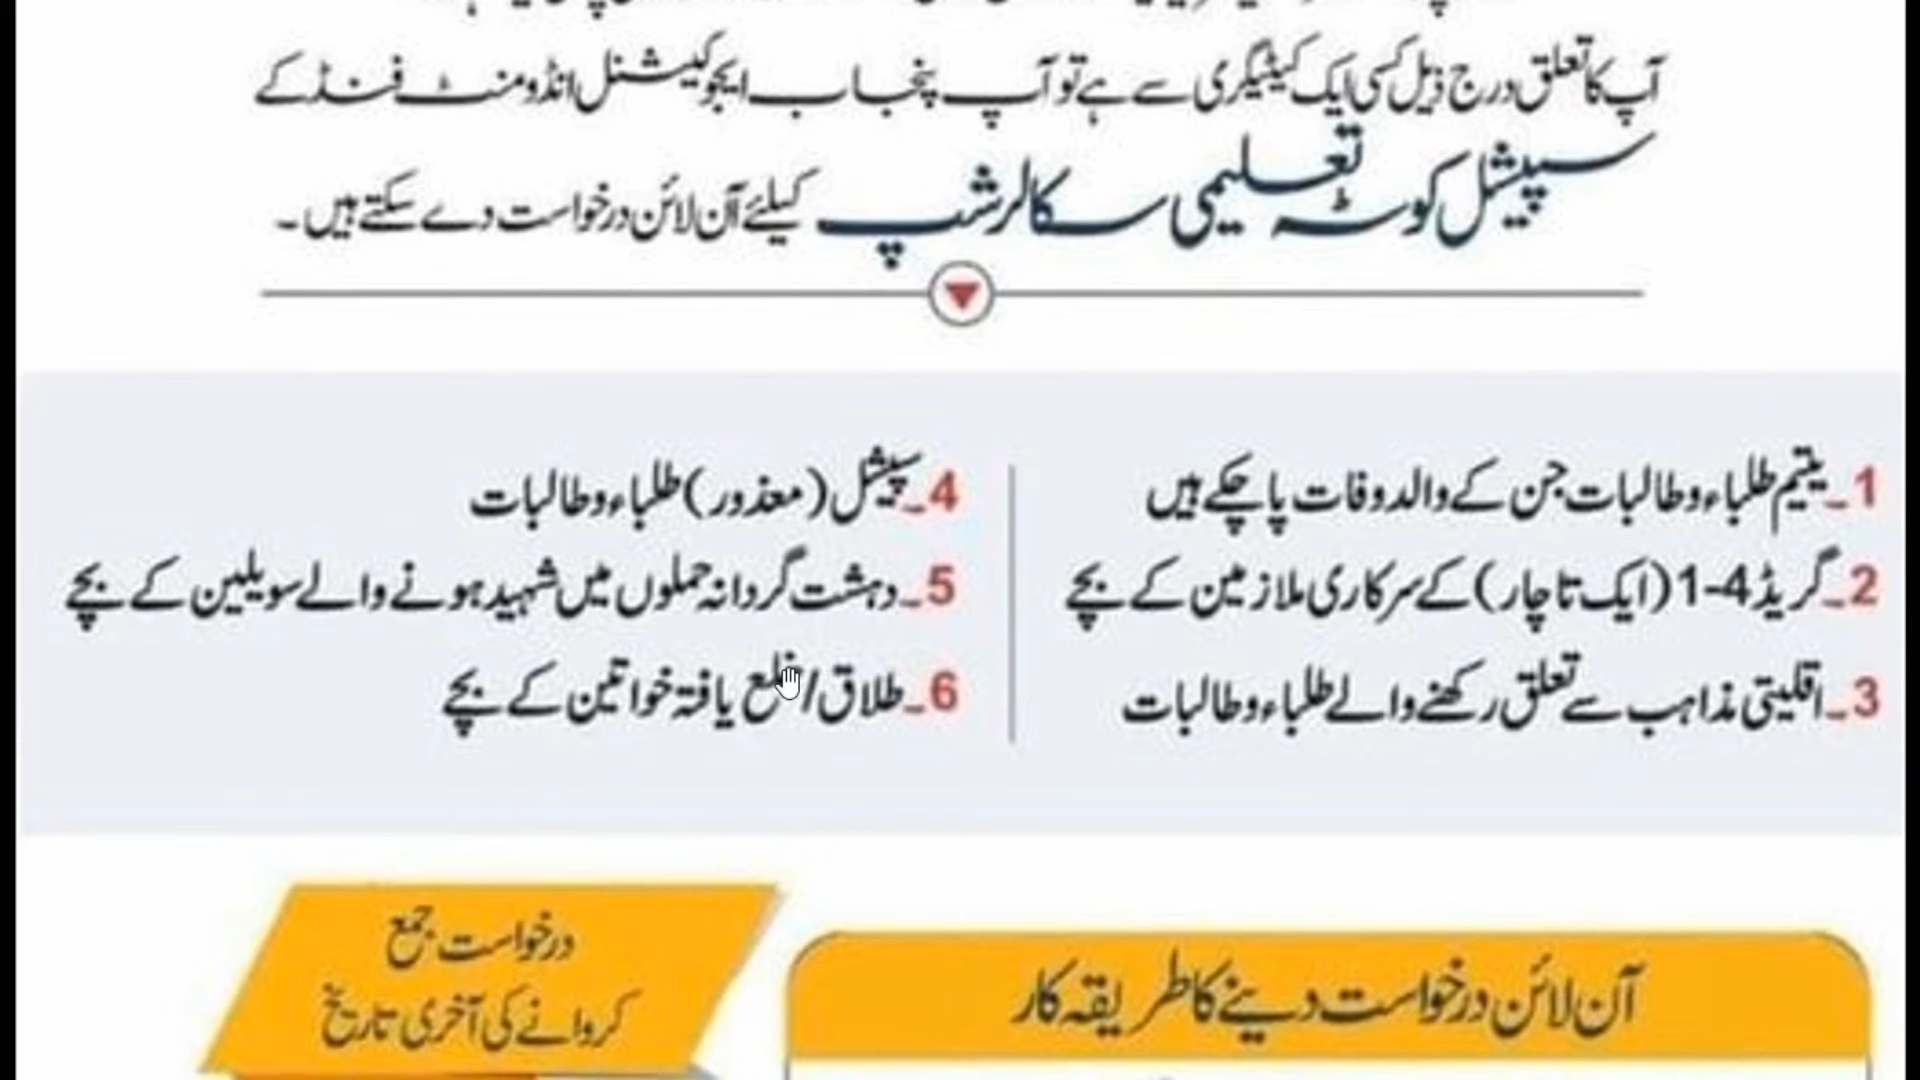 آپ کا تعلق درج ذیل کسی ایک کیٹیگری سے ہے تو آپ پنجاب ایجوکیشنل انڈومنٹ فنڈ کے
سپیشل کوٹہ تعلیمی سکالرشپ کیلئے آن لائن درخواست دے سکتے ہیں۔
1۔ یتیم طلباء و طالبات جن کے والد وفات پا چکے ہیں
2۔ گریڈ 4-1 (ایک تا چار) کے سرکاری ملازمین کے بچے
3۔ اقلیتی مذاہب سے تعلق رکھنے والے طلباء و طالبات
4۔ سپیشل (معذور) طلباء و طالبات
5۔ دہشت گردانہ حملوں میں شہید ہونے والے سویلین کے بچے
6۔ طلاق/خلع یافتہ خواتین کے بچے
آن لائن درخواست دینے کا طریقہ کار
درخواست جمع
کروانے کی آخری تاریخ